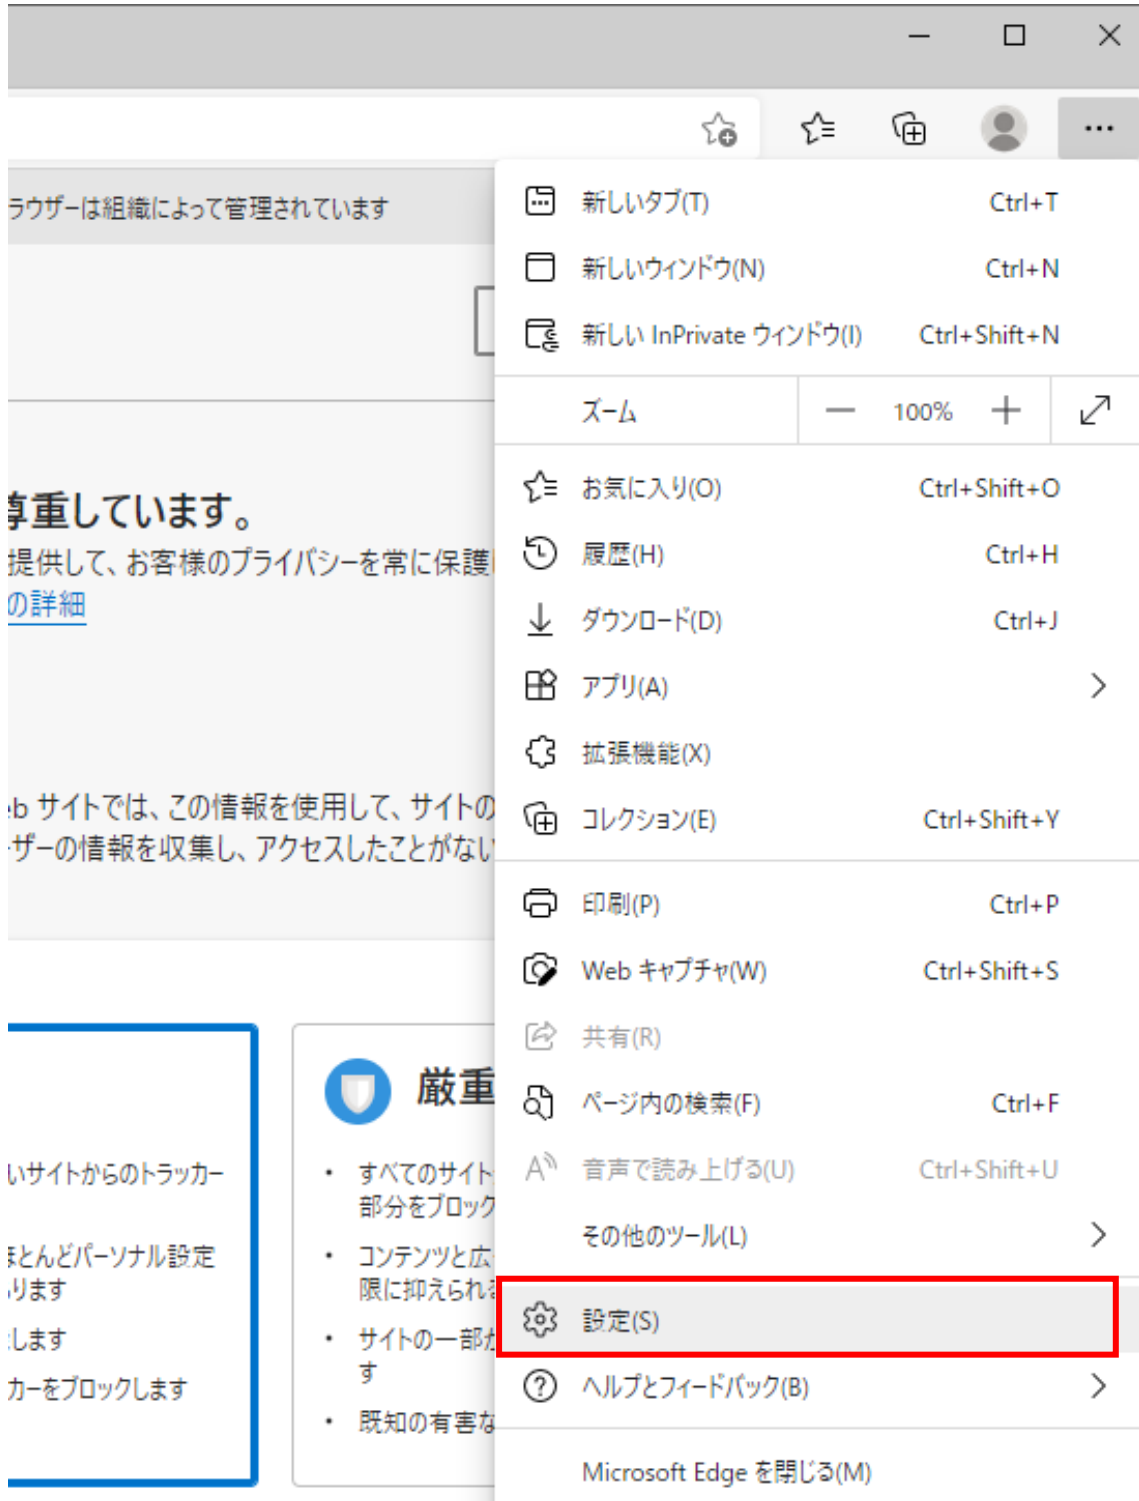 ラウザーは組織によって管理されています
新しいタブ(T) Ctrl+T
新しいウィンドウ(N) Ctrl+N
新しい InPrivate ウィンドウ(I) Ctrl+Shift+N
ズーム 100%
お気に入り(O) Ctrl+Shift+O
履歴(H) Ctrl+H
ダウンロード(D) Ctrl+J
アプリ(A)
拡張機能(X)
コレクション(E) Ctrl+Shift+Y
印刷(P) Ctrl+P
Web キャプチャ(W) Ctrl+Shift+S
共有(R)
ページ内の検索(F) Ctrl+F
音声で読み上げる(U) Ctrl+Shift+U
その他のツール(L)
設定(S)
ヘルプとフィードバック(B)
Microsoft Edge を閉じる(M)
尊重しています。
提供して、お客様のプライバシーを常に保護
の詳細
eb サイトでは、この情報を使用して、サイトの
ーザーの情報を収集し、アクセスしたことがない
いサイトからのトラッカー
ほとんどパーソナル設定
ります
します
カーをブロックします
厳重
• すべてのサイト
部分をブロック
• コンテンツと広
限に抑えられ
• サイトの一部が
す
• 既知の有害な